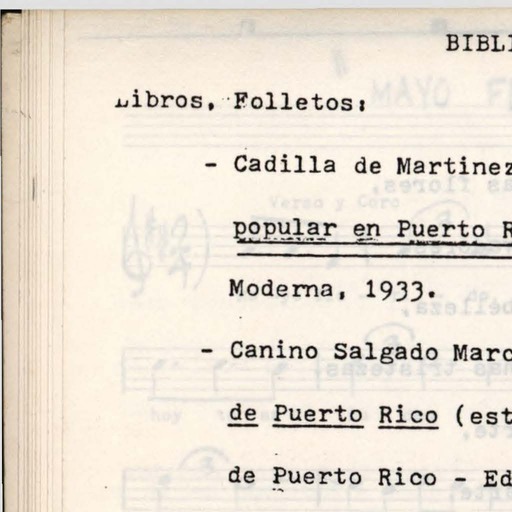 BIBLI
Libros, Folletos:
- Cadilla de Martinez
popular en Puerto R
Moderna, 1933.
- Canino Salgado Marc
de Puerto Rico (est
de Puerto Rico - Ed